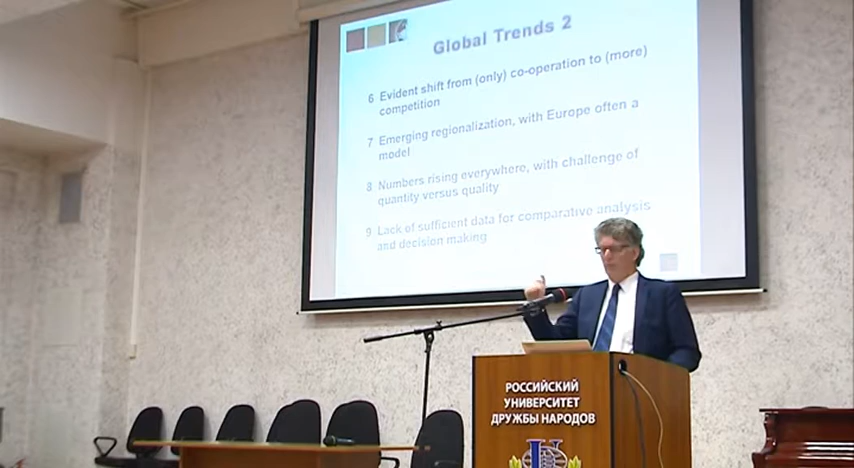 Global Trends 2
6 Evident shift from (only) co-operation to (more)
competition
7 Emerging regionalization, with Europe often a
model
8 Numbers rising everywhere, with challenge of
quantity versus quality
9 Lack of sufficient data for comparative analysis
and decision making
РОССИЙСКИЙ
УНИВЕРСИТЕТ
ДРУЖБЫ НАРОДОВ